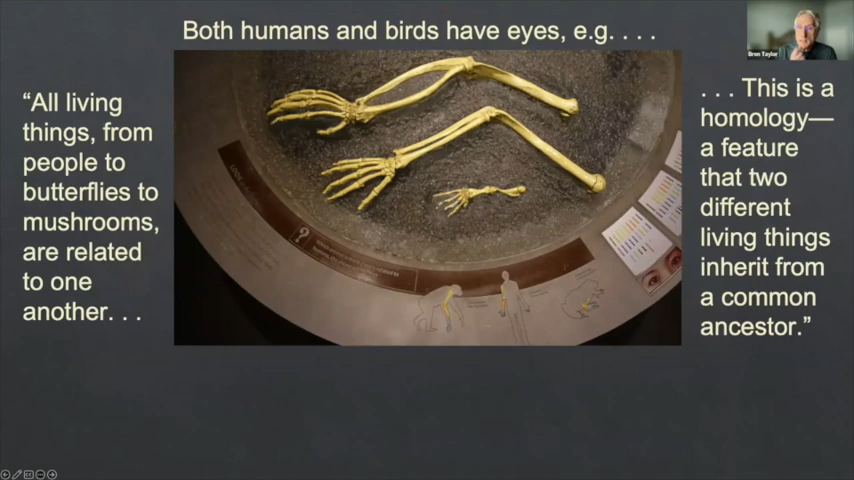 Both humans and birds have eyes, e.g. . . .
Bron Taylor
“All living
things, from
people to
butterflies to
mushrooms,
are related
to one
another. . .
. . . This is a
homology—
a feature
that two
different
living things
inherit from
a common
ancestor.”
?